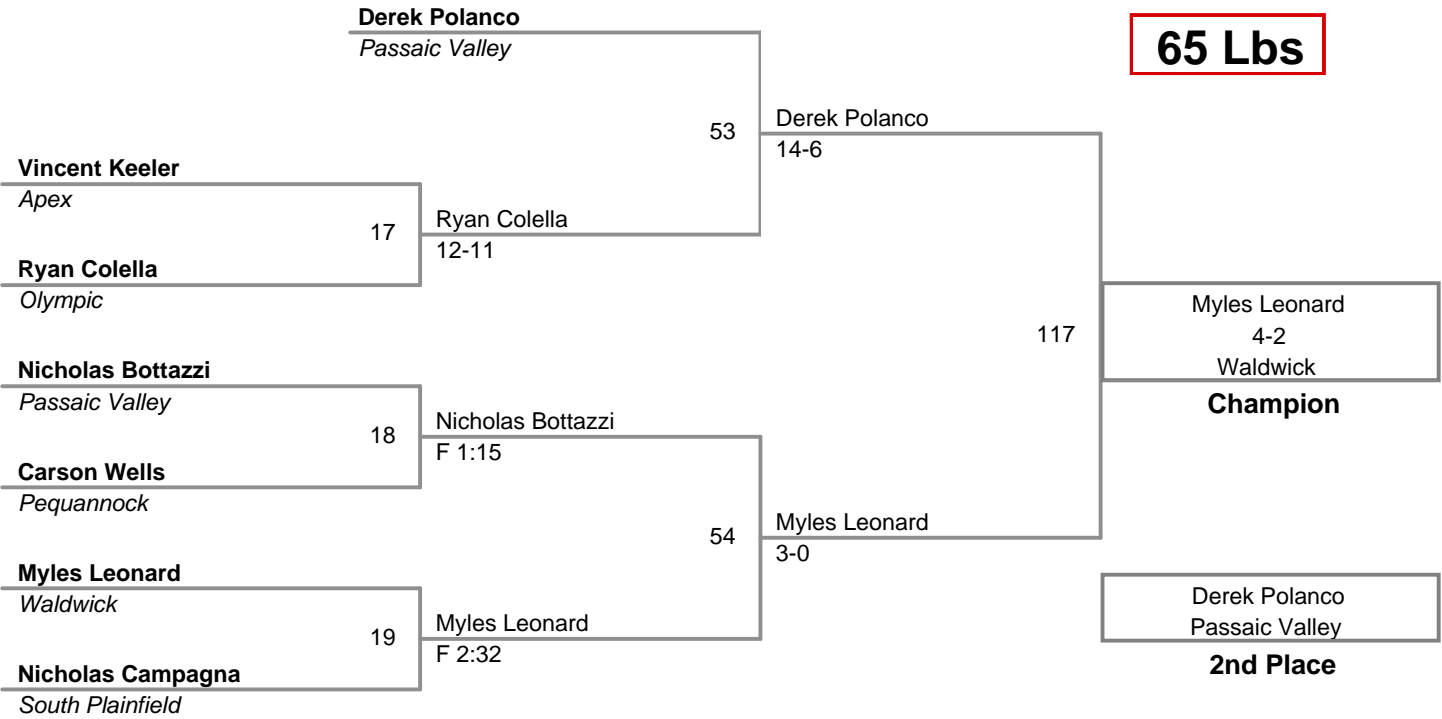 Derek Polanco
Passaic Valley
65 Lbs
53
Derek Polanco
14-6
Vincent Keeler
Apex
17
Ryan Colella
12-11
Ryan Colella
Olympic
117
Myles Leonard
4-2
Waldwick
Champion
Nicholas Bottazzi
Passaic Valley
18
Nicholas Bottazzi
F 1:15
Carson Wells
Pequannock
54
Myles Leonard
3-0
Myles Leonard
Waldwick
19
Myles Leonard
F 2:32
Nicholas Campagna
South Plainfield
Derek Polanco
Passaic Valley
2nd Place